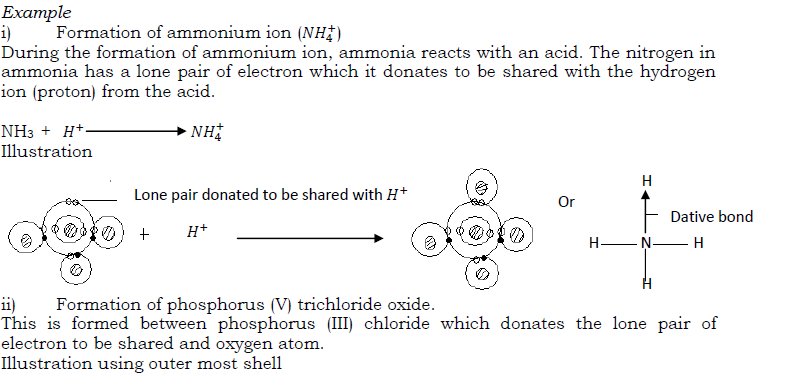 Example
i) Formation of ammonium ion (NH₄⁺)
During the formation of ammonium ion, ammonia reacts with an acid. The nitrogen in
ammonia has a lone pair of electron which it donates to be shared with the hydrogen
ion (proton) from the acid.
NH₃ + H⁺ → NH₄⁺
Illustration
Lone pair donated to be shared with H⁺
+ H⁺
Or
H
Dative bond
H N H
H
ii) Formation of phosphorus (V) trichloride oxide.
This is formed between phosphorus (III) chloride which donates the lone pair of
electron to be shared and oxygen atom.
Illustration using outer most shell